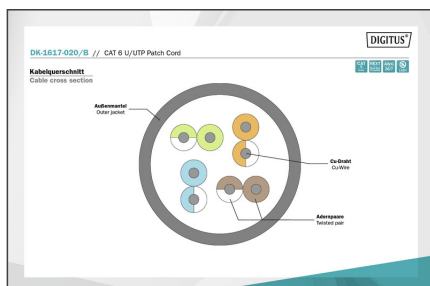 DIGITUS®
DK-1617-020/B // CAT 6 U/UTP Patch Cord
Kabelquerschnitt
Cable cross section
Außenmantel
Outer jacket
Cu-Draht
Cu-Wire
Adernpaare
Twisted pair